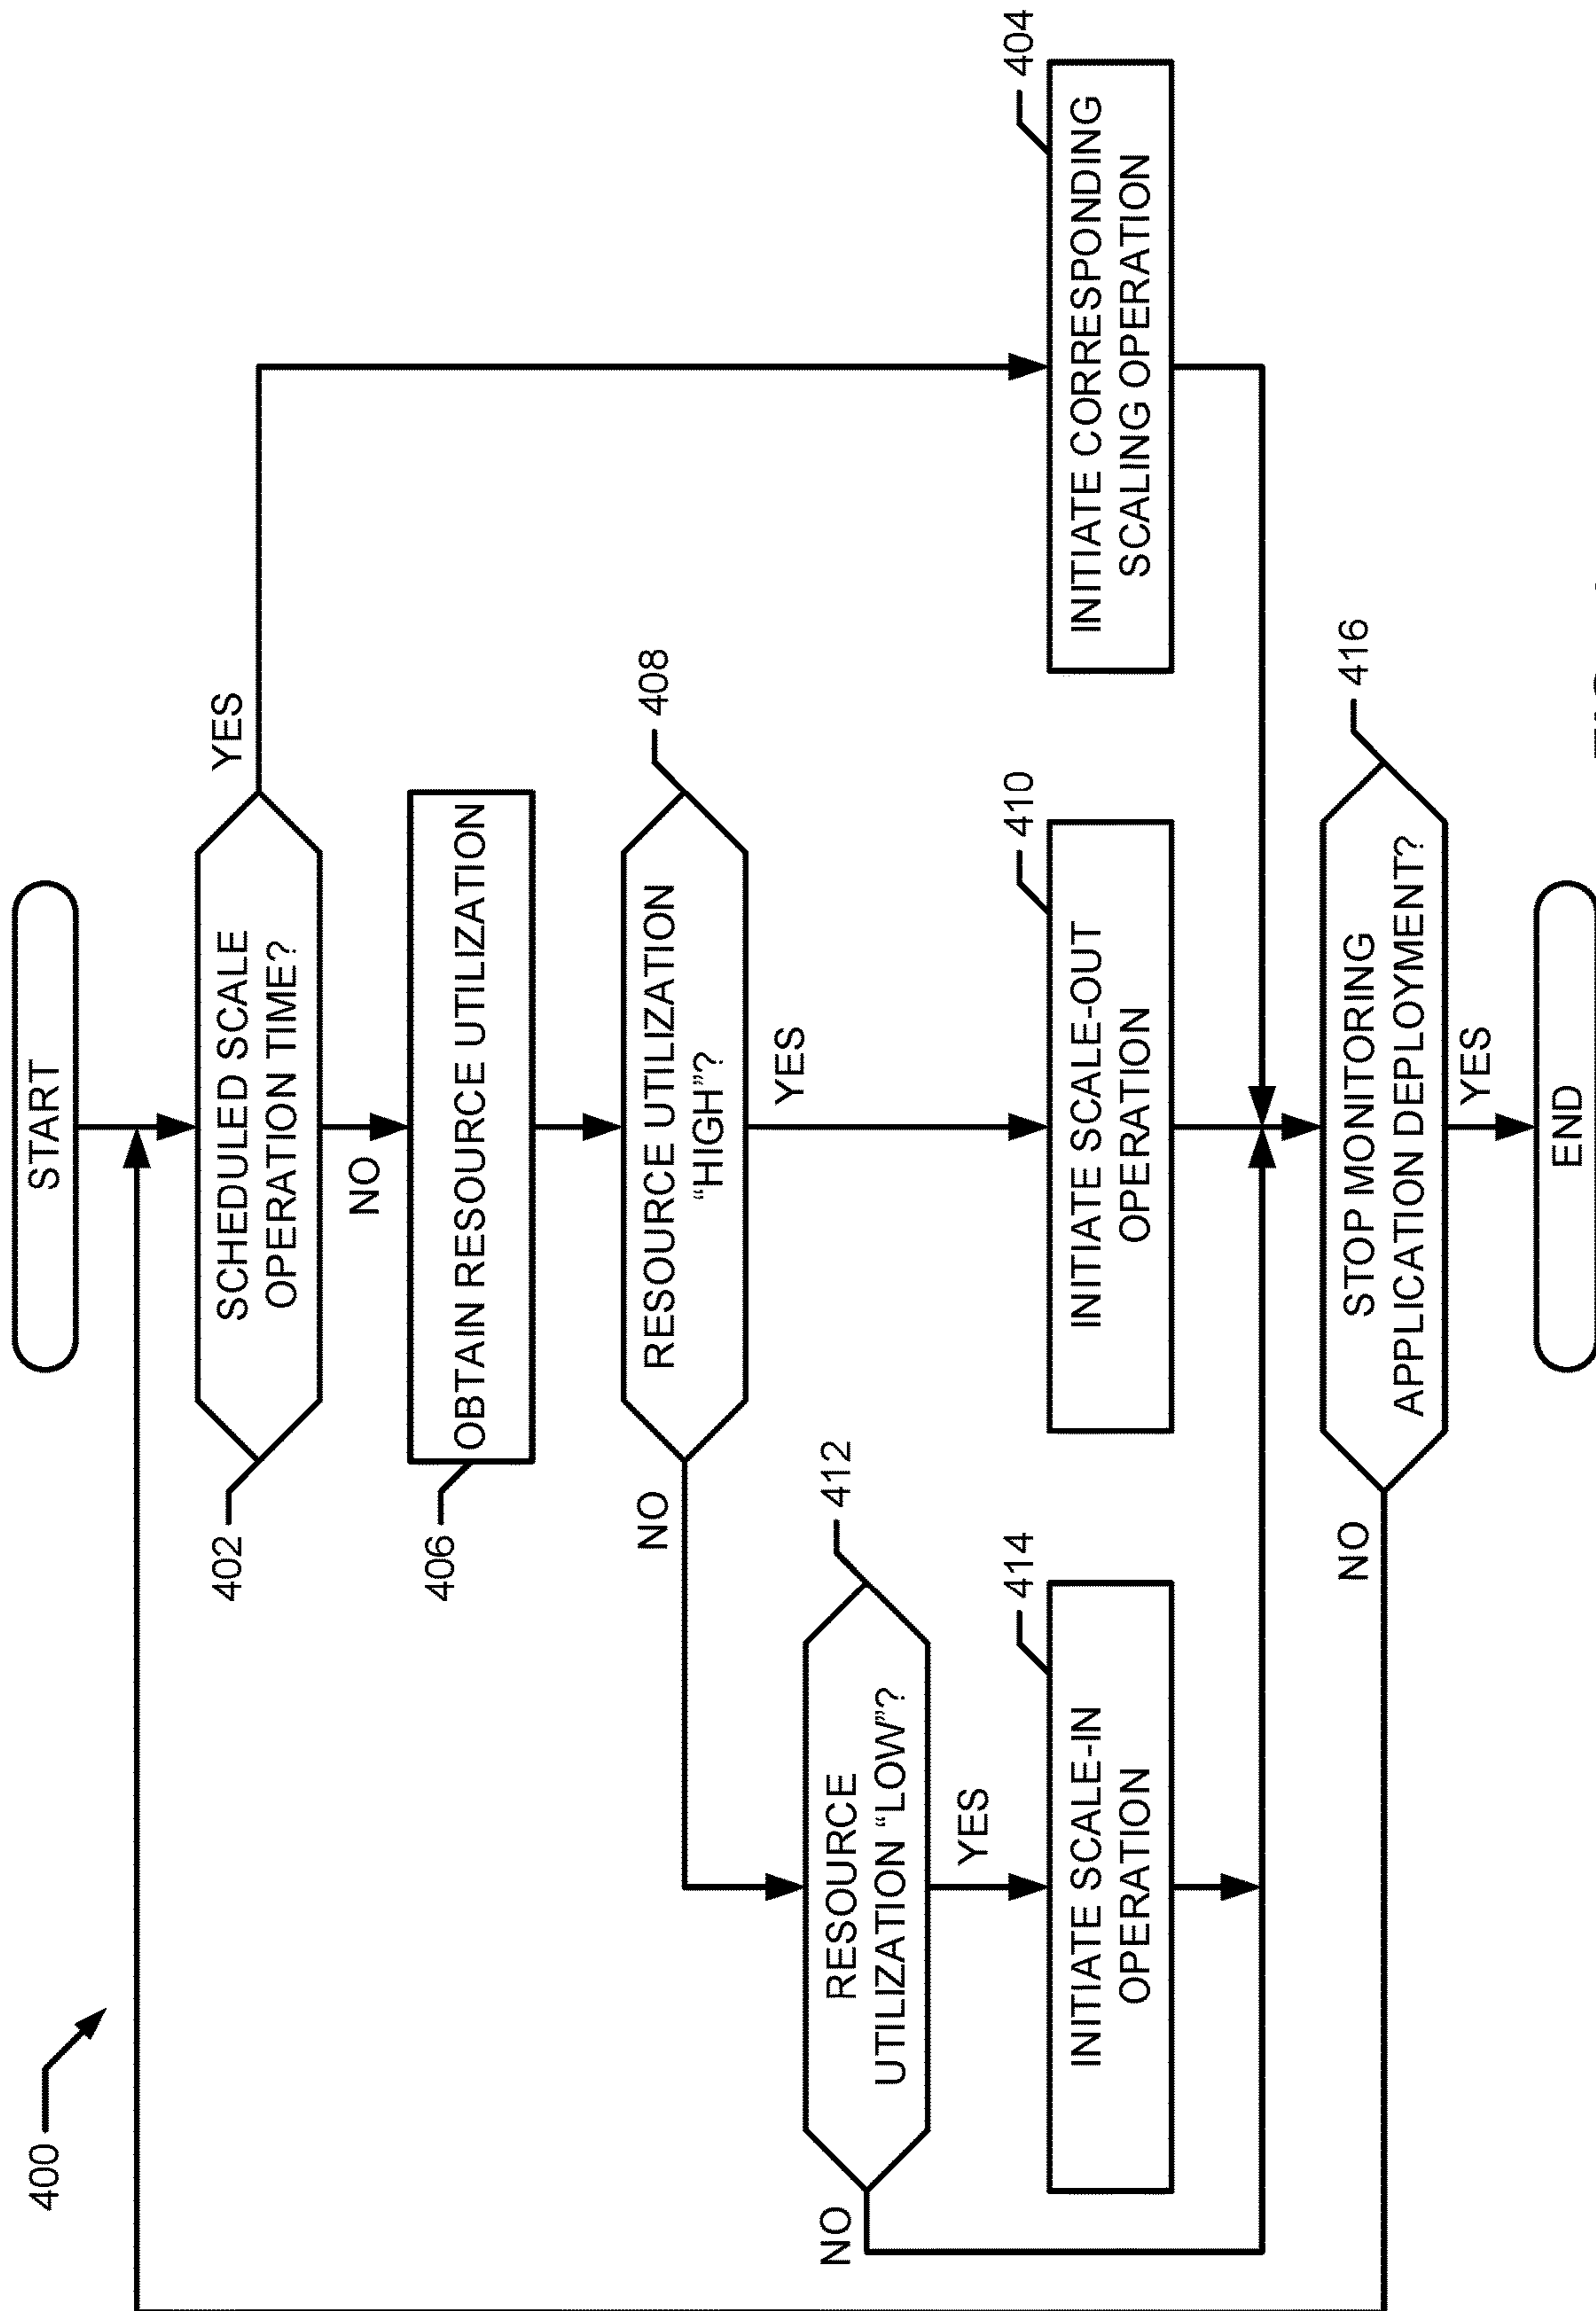 400
START
SCHEDULED SCALE
OPERATION TIME?
402
YES
NO
OBTAIN RESOURCE UTILIZATION
406
RESOURCE UTILIZATION
“HIGH”?
408
NO
YES
RESOURCE
UTILIZATION “LOW”?
412
NO
YES
INITIATE SCALE-IN
OPERATION
414
INITIATE SCALE-OUT
OPERATION
410
INITIATE CORRESPONDING
SCALING OPERATION
404
STOP MONITORING
APPLICATION DEPLOYMENT?
416
NO
YES
END